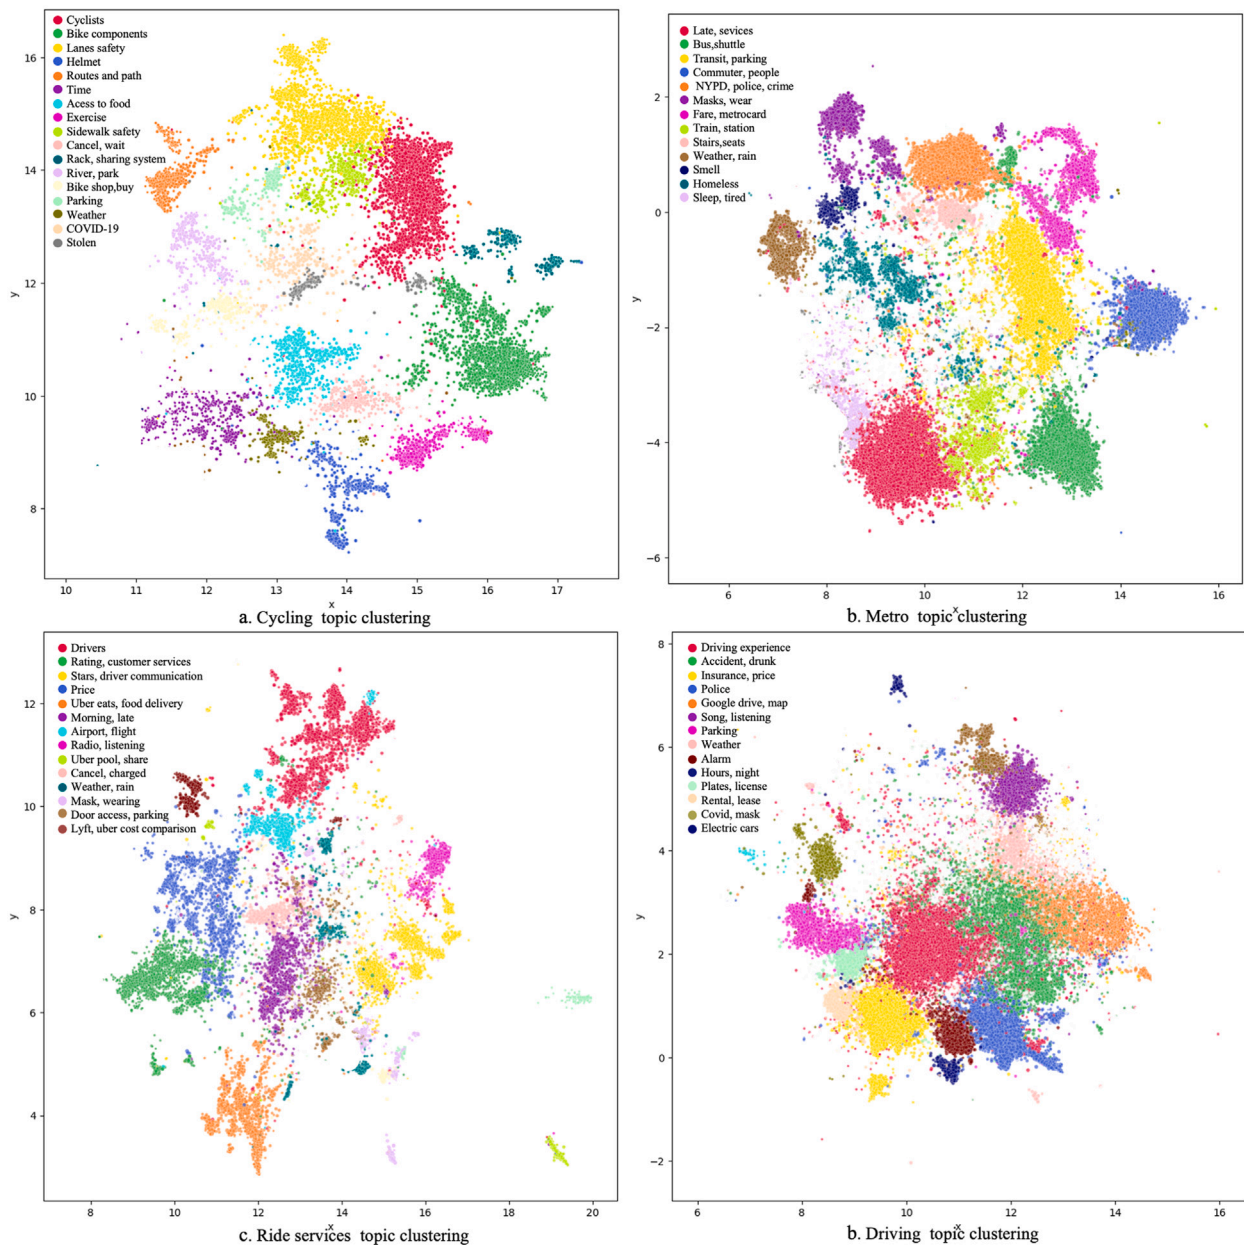 Cyclists
Bike components
Lanes safety
Helmet
Routes and path
Time
Acess to food
Exercise
Sidewalk safety
Cancel, wait
Rack, sharing system
River, park
Bike shop,buy
Parking
Weather
COVID-19
Stolen
16
14
12
10
8
y
10 11 12 13 14 15 16 17
x
a. Cycling topic clustering
Late, sevices
Bus,shuttle
Transit, parking
Commuter, people
NYPD, police, crime
Masks, wear
Fare, metrocard
Train, station
Stairs,seats
Weather, rain
Smell
Homeless
Sleep, tired
2
0
−2
−4
−6
y
6 8 10 12 14 16
x
b. Metro topic clustering
Drivers
Rating, customer services
Stars, driver communication
Price
Uber eats, food delivery
Morning, late
Airport, flight
Radio, listening
Uber pool, share
Cancel, charged
Weather, rain
Mask, wearing
Door access, parking
Lyft, uber cost comparison
12
10
8
6
4
y
8 10 12 14 16 18 20
x
c. Ride services topic clustering
Driving experience
Accident, drunk
Insurance, price
Police
Google drive, map
Song, listening
Parking
Weather
Alarm
Hours, night
Plates, license
Rental, lease
Covid, mask
Electric cars
8
6
4
2
0
−2
y
6 8 10 12 14 16
x
b. Driving topic clustering